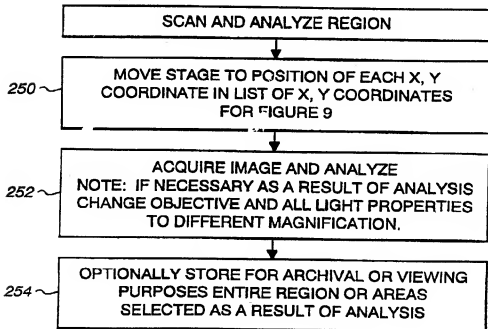 SCAN AND ANALYZE REGION
250
MOVE STAGE TO POSITION OF EACH X, Y
COORDINATE IN LIST OF X, Y COORDINATES
FOR FIGURE 9
252
ACQUIRE IMAGE AND ANALYZE
NOTE: IF NECESSARY AS A RESULT OF ANALYSIS
CHANGE OBJECTIVE AND ALL LIGHT PROPERTIES
TO DIFFERENT MAGNIFICATION.
254
OPTIONALLY STORE FOR ARCHIVAL OR VIEWING
PURPOSES ENTIRE REGION OR AREAS
SELECTED AS A RESULT OF ANALYSIS